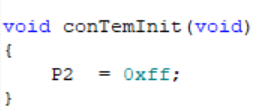 void conTemInit(void)
{
    P2  = 0xff;
}